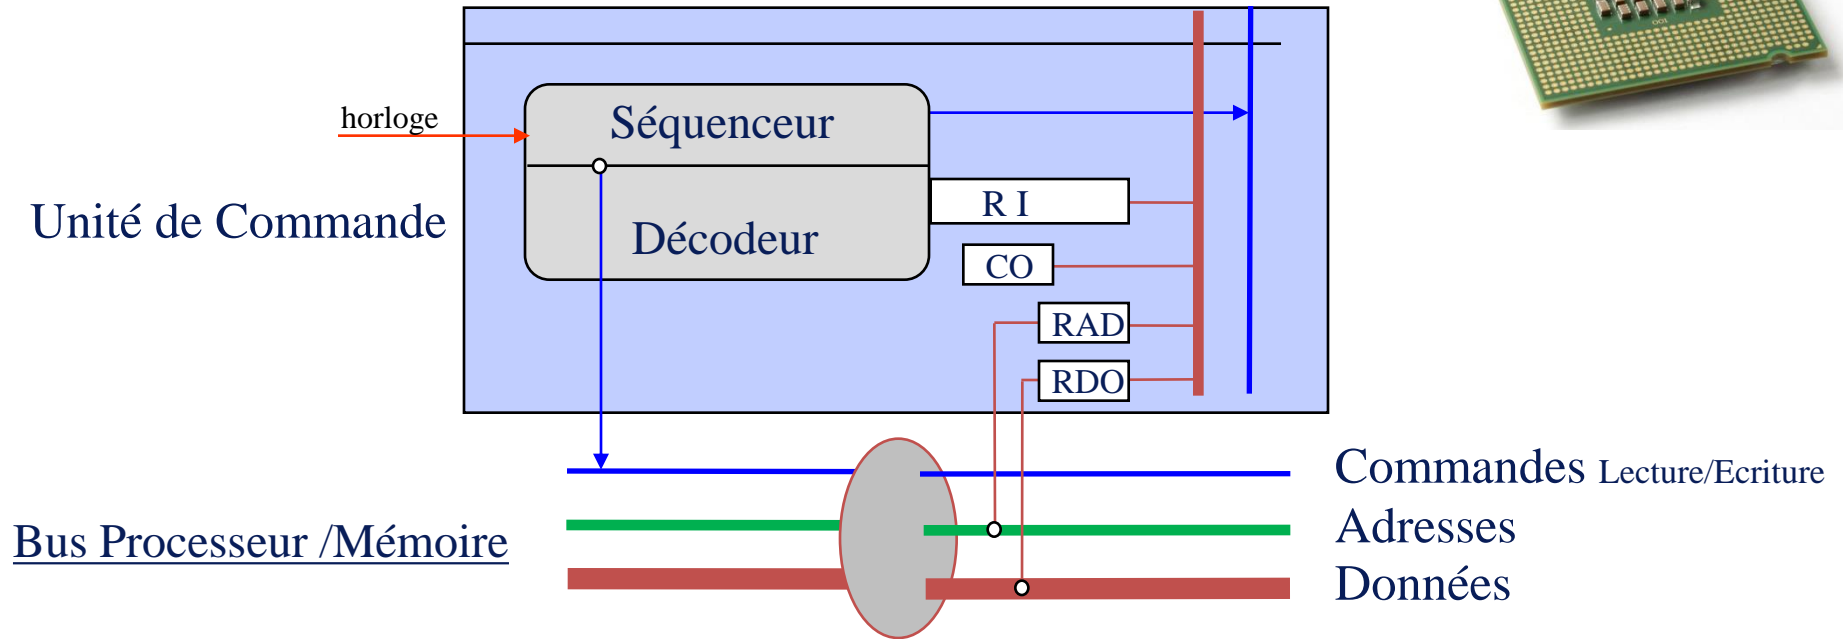 horloge
Séquenceur
R I
Unité de Commande
Décodeur
CO
RAD
RDO
Commandes Lecture/Ecriture
Bus Processeur /Mémoire
Adresses
Données